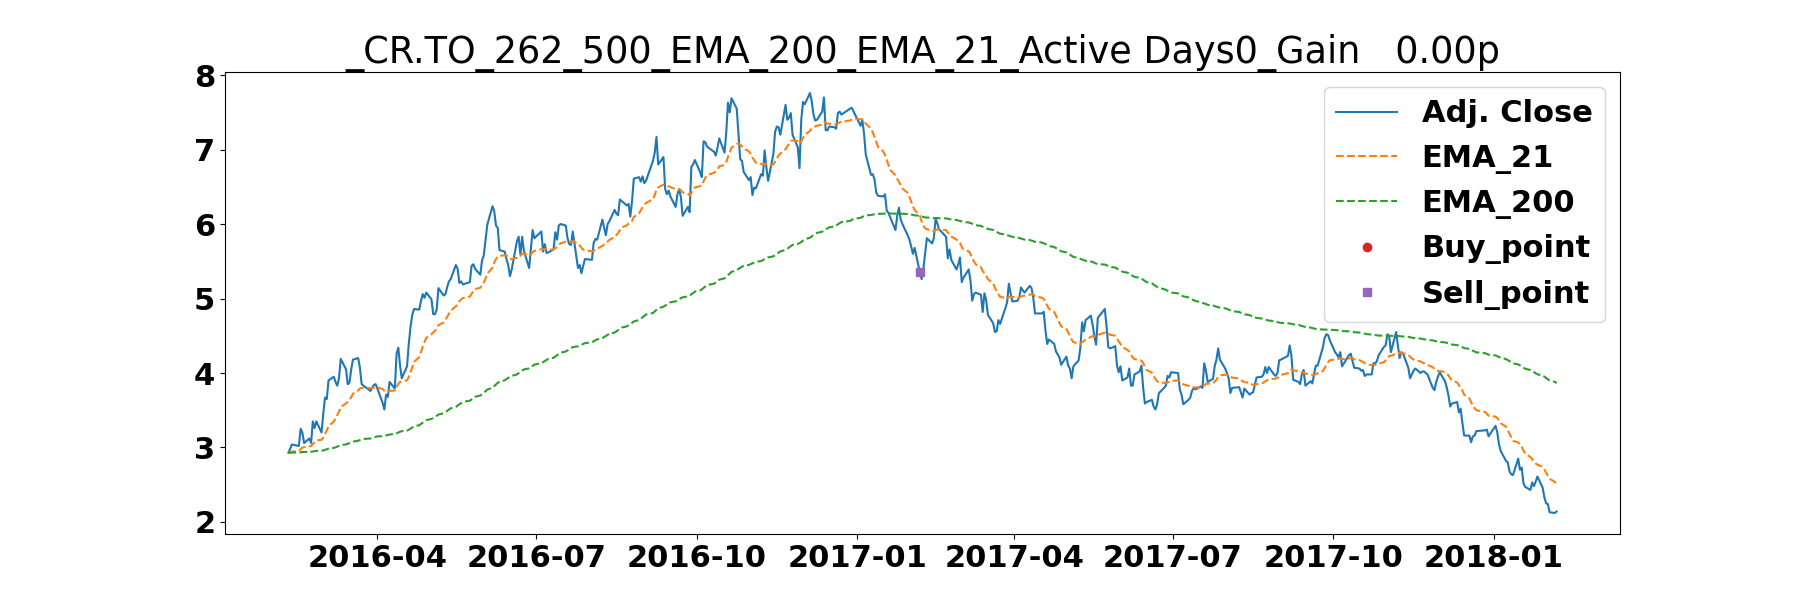 _CR.TO_262_500_EMA_200_EMA_21_Active Days0_Gain   0.00p
8
7
6
5
4
3
2
Adj. Close
EMA_21
EMA_200
Buy_point
Sell_point
2016-04 2016-07 2016-10 2017-01 2017-04 2017-07 2017-10 2018-01